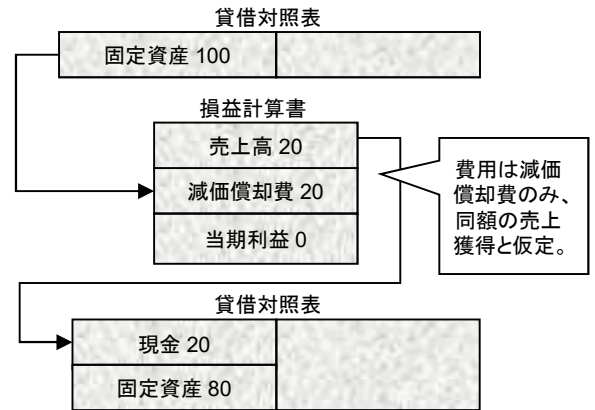 貸借対照表
固定資産 100
損益計算書
売上高 20
減価償却費 20
当期利益 0
費用は減価
償却費のみ、
同額の売上
獲得と仮定。
貸借対照表
現金 20
固定資産 80